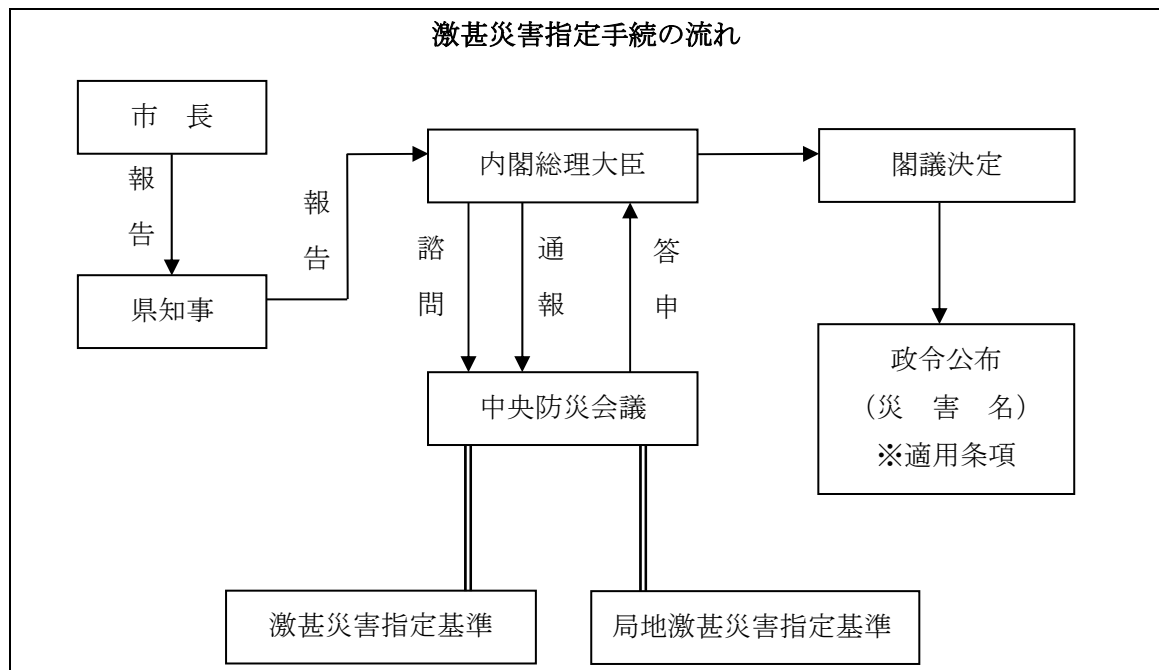 激甚災害指定手続の流れ
市　長
報告
県知事
報告
内閣総理大臣
諮問
通報
答申
中央防災会議
閣議決定
政令公布
（災　害　名）
※適用条項
激甚災害指定基準
局地激甚災害指定基準